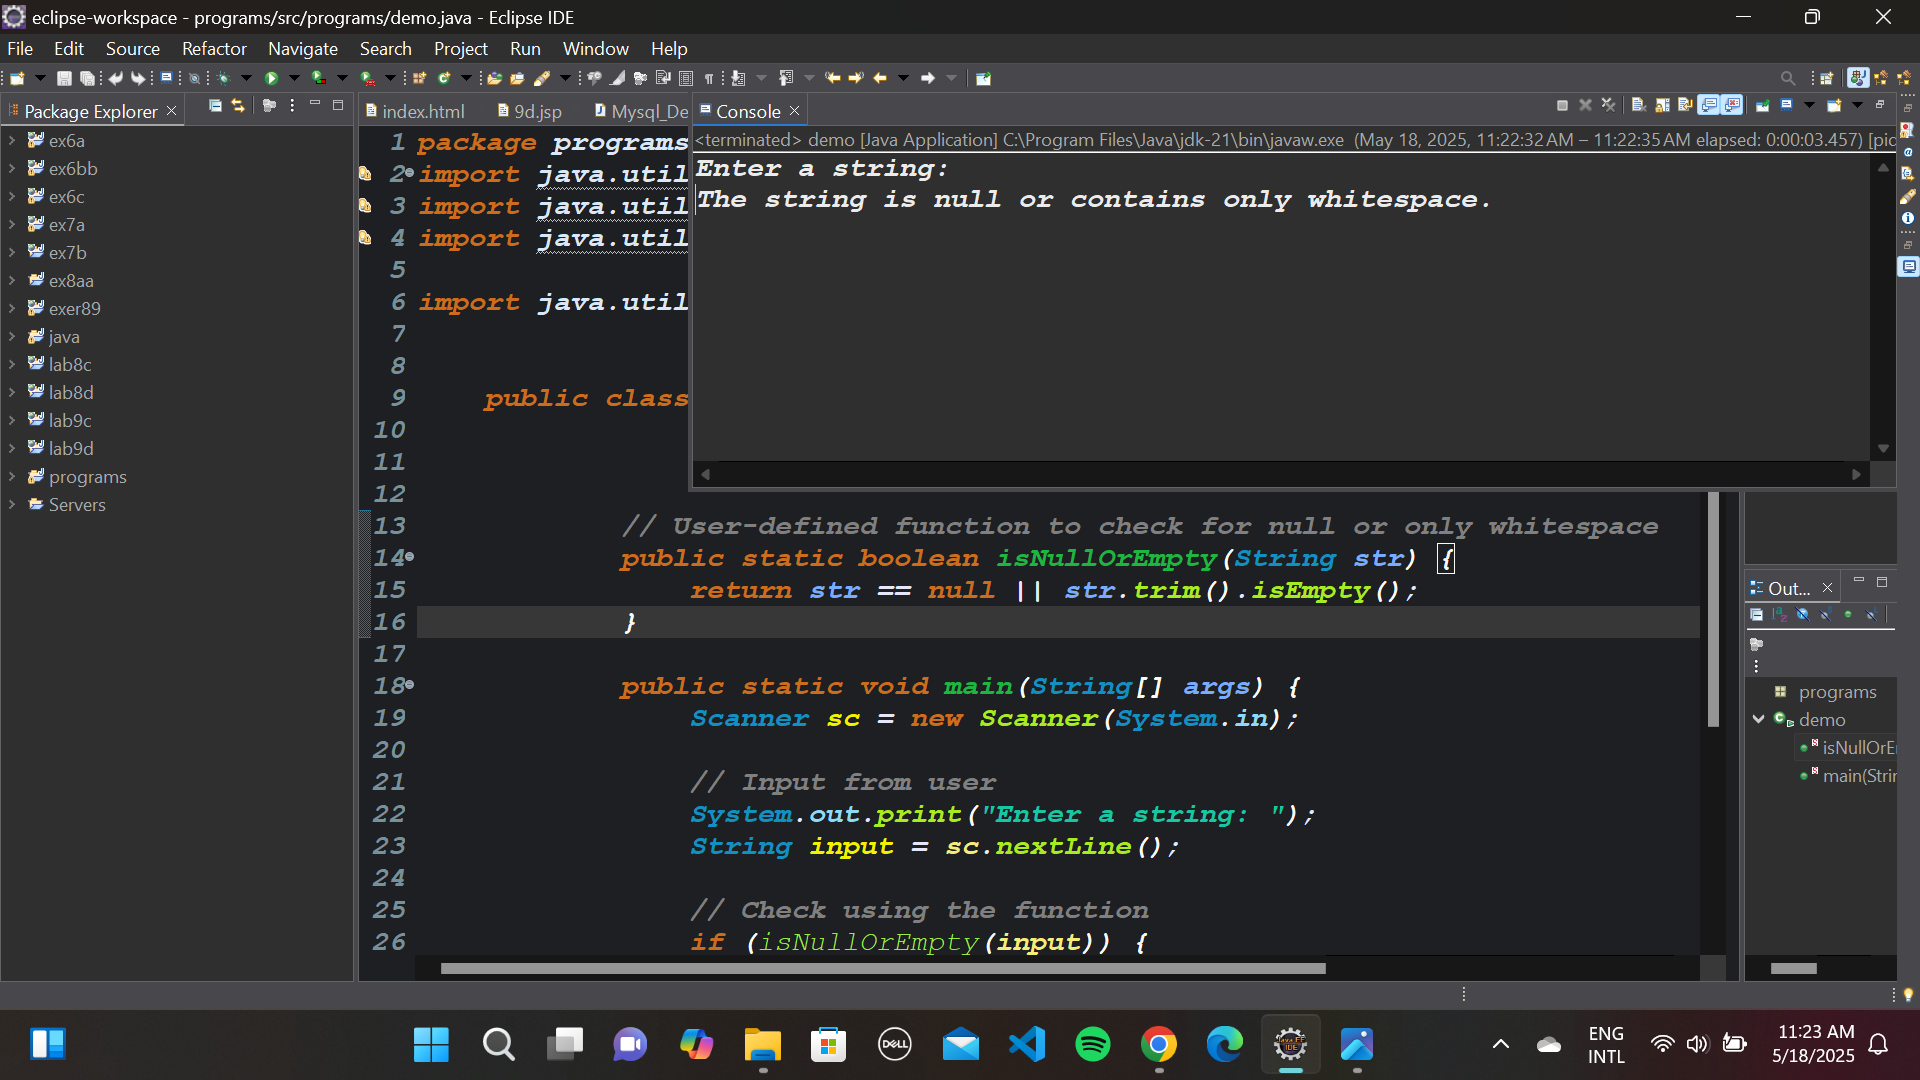 eclipse-workspace - programs/src/programs/demo.java - Eclipse IDE
File Edit Source Refactor Navigate Search Project Run Window Help
Package Explorer
ex6a
ex6bb
ex6c
ex7a
ex7b
ex8aa
exer89
java
lab8c
lab8d
lab9c
lab9d
programs
Servers
index.html 9d.jsp Mysql_De
1 package programs
2 import java.util
3 import java.util
4 import java.util
5
6 import java.util
7
8
9 public class
10
11
12
13 // User-defined function to check for null or only whitespace
14 public static boolean isNullOrEmpty(String str) {
15 return str == null || str.trim().isEmpty();
16 }
17
18 public static void main(String[] args) {
19 Scanner sc = new Scanner(System.in);
20
21 // Input from user
22 System.out.print("Enter a string: ");
23 String input = sc.nextLine();
24
25 // Check using the function
26 if (isNullOrEmpty(input)) {
Console
<terminated> demo [Java Application] C:\Program Files\Java\jdk-21\bin\javaw.exe (May 18, 2025, 11:22:32 AM – 11:22:35 AM elapsed: 0:00:03.457) [pid
Enter a string:
The string is null or contains only whitespace.
Out...
programs
demo
isNullOrE
main(Strin
DELL
Java EE
IDE
ENG
INTL
11:23 AM
5/18/2025